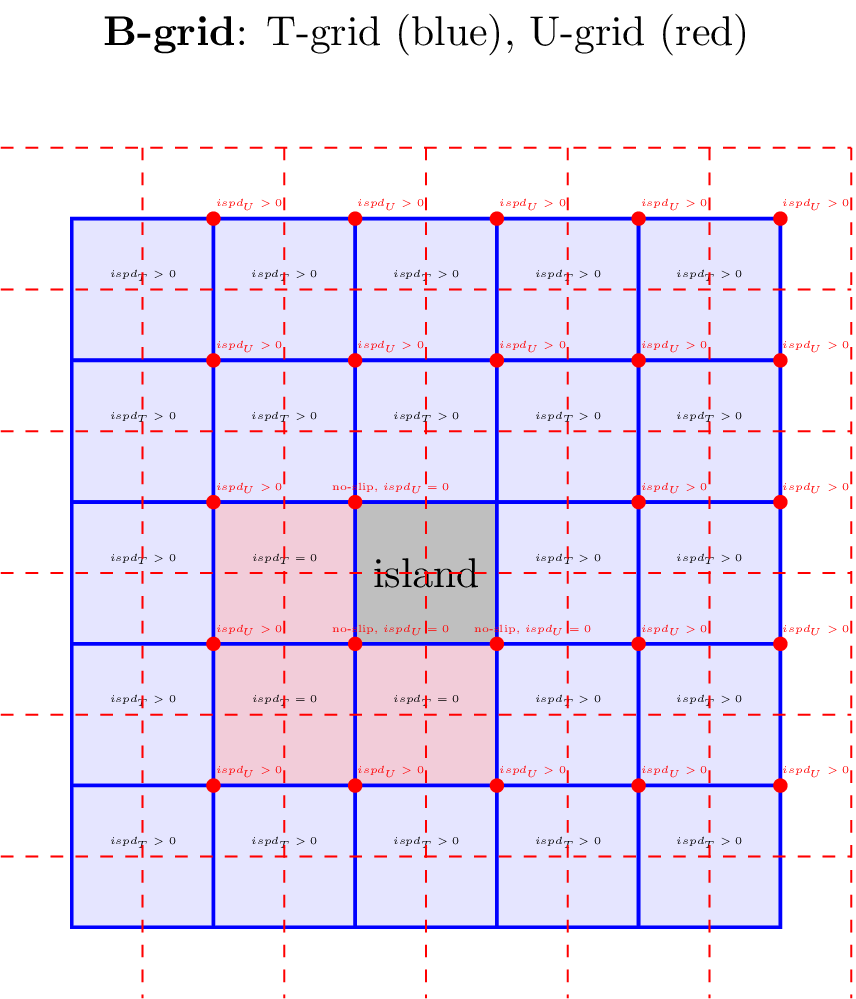 B-grid: T-grid (blue), U-grid (red)
ispd_U > 0 ispd_U > 0 ispd_U > 0 ispd_U > 0 ispd_U > 0
ispd_T > 0 ispd_T > 0 ispd_T > 0 ispd_T > 0 ispd_T > 0
ispd_U > 0 ispd_U > 0 ispd_U > 0 ispd_U > 0 ispd_U > 0
ispd_T > 0 ispd_T > 0 ispd_T > 0 ispd_T > 0 ispd_T > 0
ispd_U > 0 no-slip, ispd_U = 0 ispd_U > 0 ispd_U > 0
ispd_T > 0 ispd_T = 0 island ispd_T > 0 ispd_T > 0
ispd_U > 0 no-slip, ispd_U = 0 no-slip, ispd_U = 0 ispd_U > 0 ispd_U > 0
ispd_T > 0 ispd_T = 0 ispd_T = 0 ispd_T > 0 ispd_T > 0
ispd_U > 0 ispd_U > 0 ispd_U > 0 ispd_U > 0 ispd_U > 0
ispd_T > 0 ispd_T > 0 ispd_T > 0 ispd_T > 0 ispd_T > 0